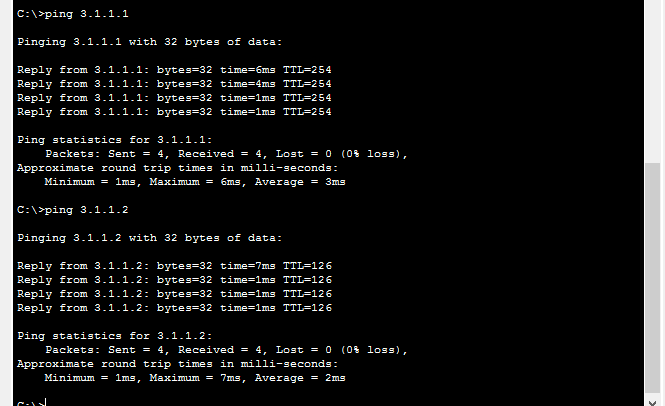 C:\>ping 3.1.1.1
Pinging 3.1.1.1 with 32 bytes of data:
Reply from 3.1.1.1: bytes=32 time=6ms TTL=254
Reply from 3.1.1.1: bytes=32 time=4ms TTL=254
Reply from 3.1.1.1: bytes=32 time=1ms TTL=254
Reply from 3.1.1.1: bytes=32 time=1ms TTL=254
Ping statistics for 3.1.1.1:
    Packets: Sent = 4, Received = 4, Lost = 0 (0% loss),
Approximate round trip times in milli-seconds:
    Minimum = 1ms, Maximum = 6ms, Average = 3ms
C:\>ping 3.1.1.2
Pinging 3.1.1.2 with 32 bytes of data:
Reply from 3.1.1.2: bytes=32 time=7ms TTL=126
Reply from 3.1.1.2: bytes=32 time=1ms TTL=126
Reply from 3.1.1.2: bytes=32 time=1ms TTL=126
Reply from 3.1.1.2: bytes=32 time=1ms TTL=126
Ping statistics for 3.1.1.2:
    Packets: Sent = 4, Received = 4, Lost = 0 (0% loss),
Approximate round trip times in milli-seconds:
    Minimum = 1ms, Maximum = 7ms, Average = 2ms
C:\>